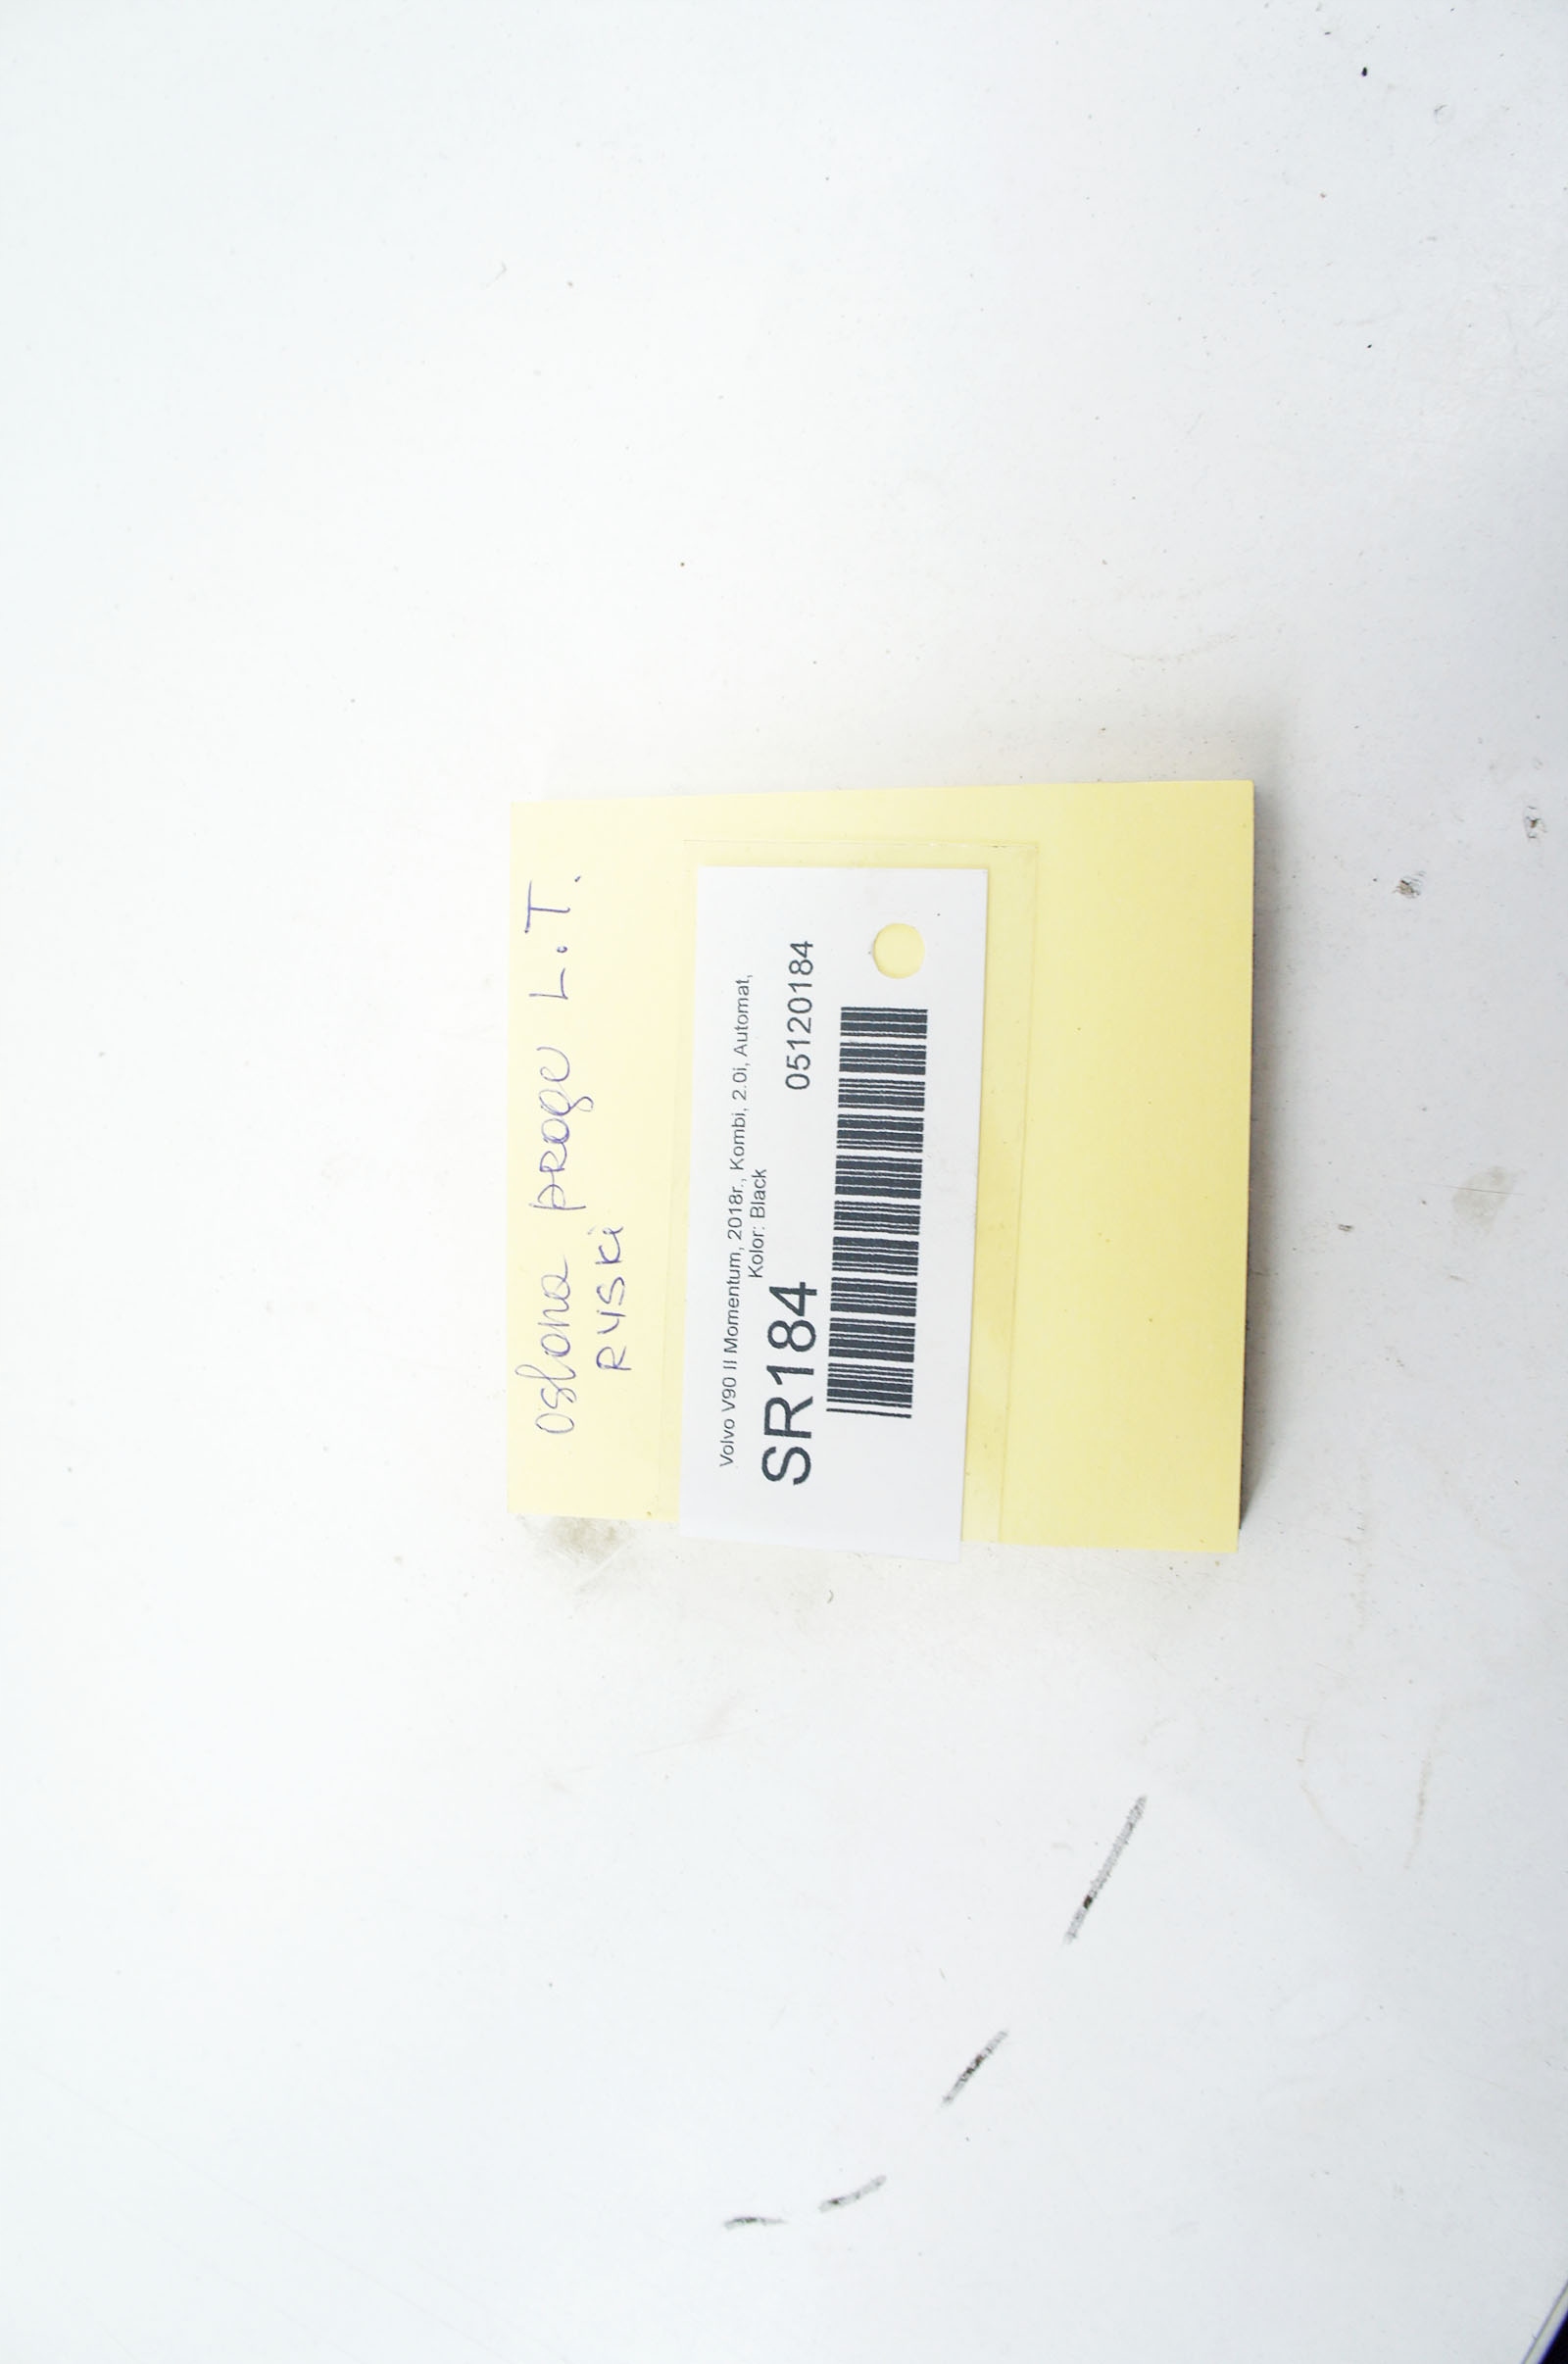 osłona progu L.T.
RYSki
Volvo V90 II Momentum, 2018r., Kombi, 2.0i, Automat,
Kolor: Black
SR184 05120184